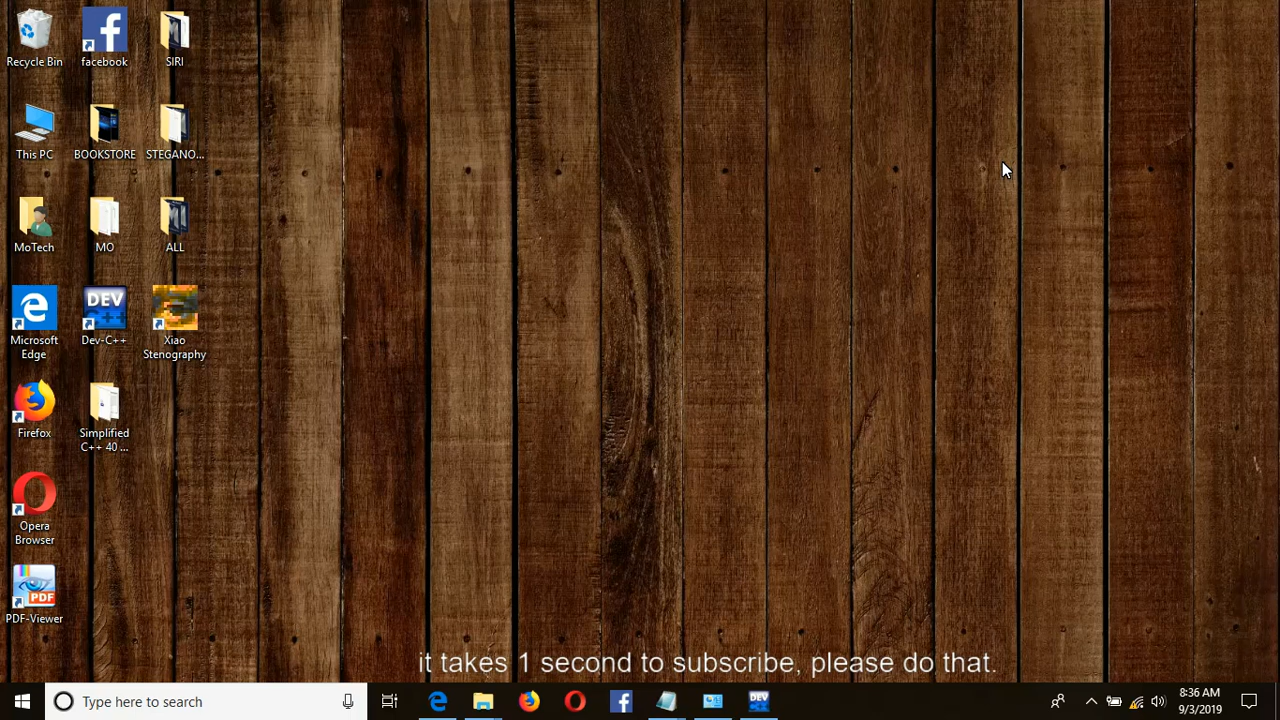 Recycle Bin
facebook
SIRI
This PC
BOOKSTORE
STEGANO...
MoTech
MO
ALL
DEV
C++
Microsoft
Edge
Dev-C++
Xiao
Stenography
Firefox
Simplified
C++ 40 ...
Opera
Browser
PDF
PDF-Viewer
it takes 1 second to subscribe, please do that.
Type here to search
DEV
8:36 AM
9/3/2019